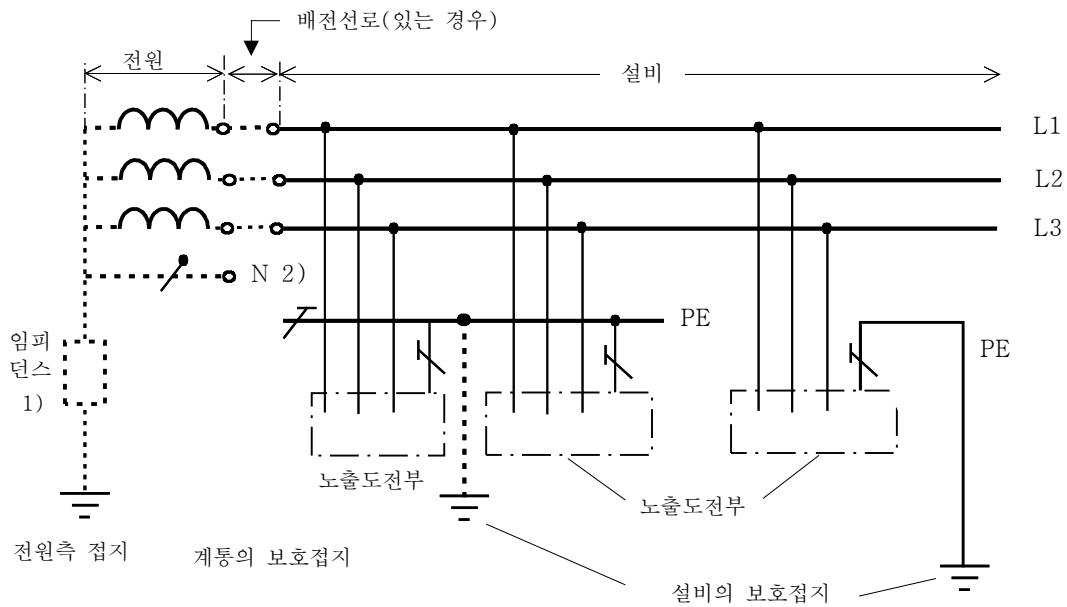 배전선로(있는 경우)
전원
설비
L1
L2
L3
N 2)
임피
던스
1)
PE
PE
노출도전부
노출도전부
전원측 접지
계통의 보호접지
설비의 보호접지